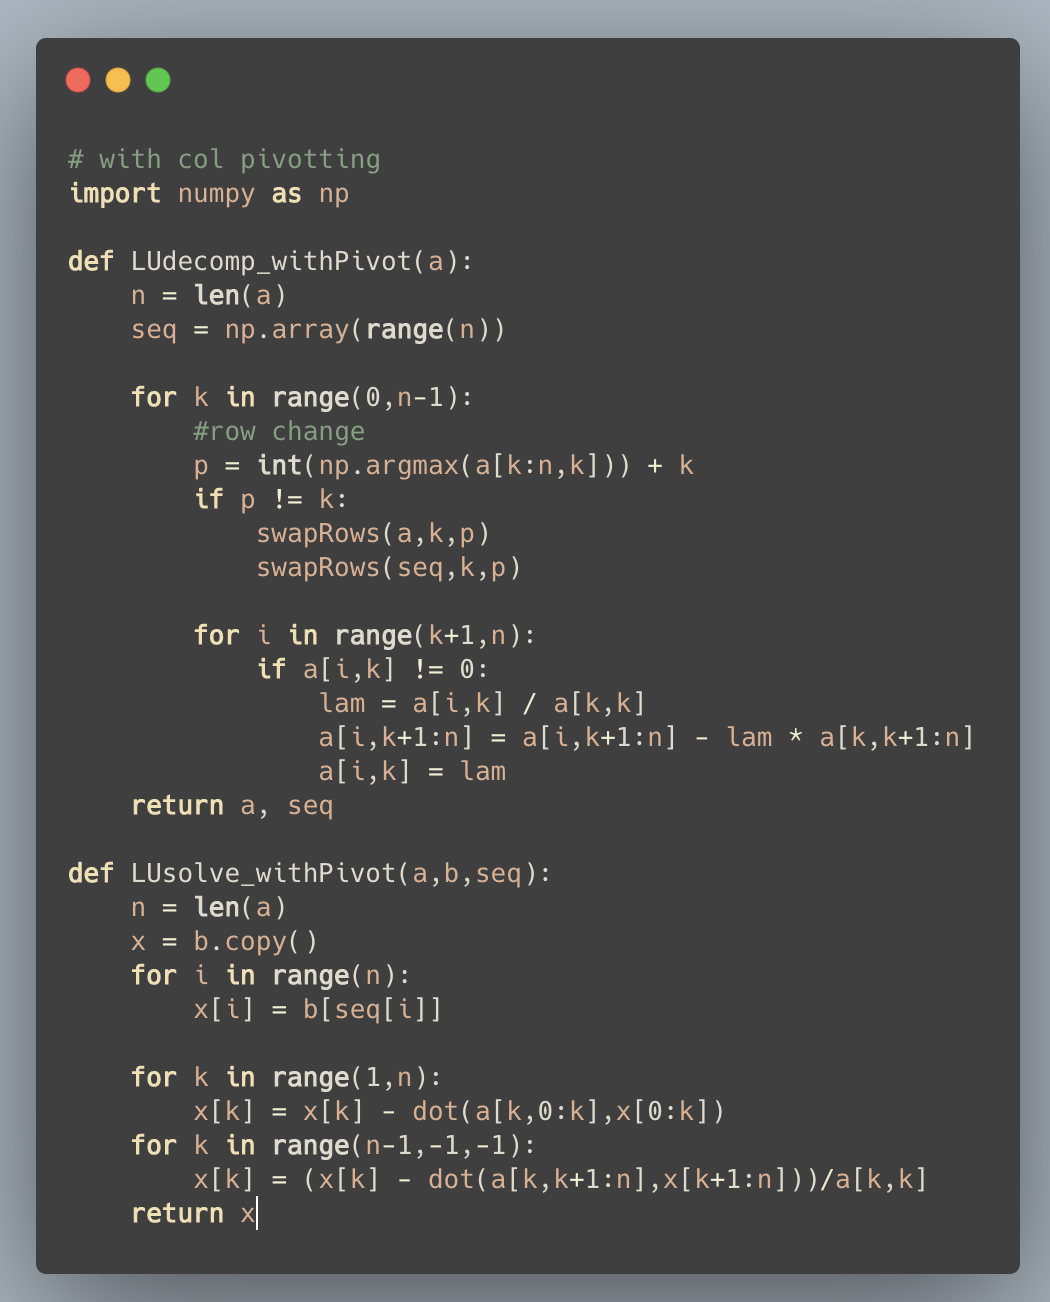 # with col pivotting
import numpy as np

def LUdecomp_withPivot(a):
    n = len(a)
    seq = np.array(range(n))

    for k in range(0,n-1):
        #row change
        p = int(np.argmax(a[k:n,k])) + k
        if p != k:
            swapRows(a,k,p)
            swapRows(seq,k,p)

        for i in range(k+1,n):
            if a[i,k] != 0:
                lam = a[i,k] / a[k,k]
                a[i,k+1:n] = a[i,k+1:n] - lam * a[k,k+1:n]
                a[i,k] = lam
    return a, seq

def LUsolve_withPivot(a,b,seq):
    n = len(a)
    x = b.copy()
    for i in range(n):
        x[i] = b[seq[i]]

    for k in range(1,n):
        x[k] = x[k] - dot(a[k,0:k],x[0:k])
    for k in range(n-1,-1,-1):
        x[k] = (x[k] - dot(a[k,k+1:n],x[k+1:n]))/a[k,k]
    return x